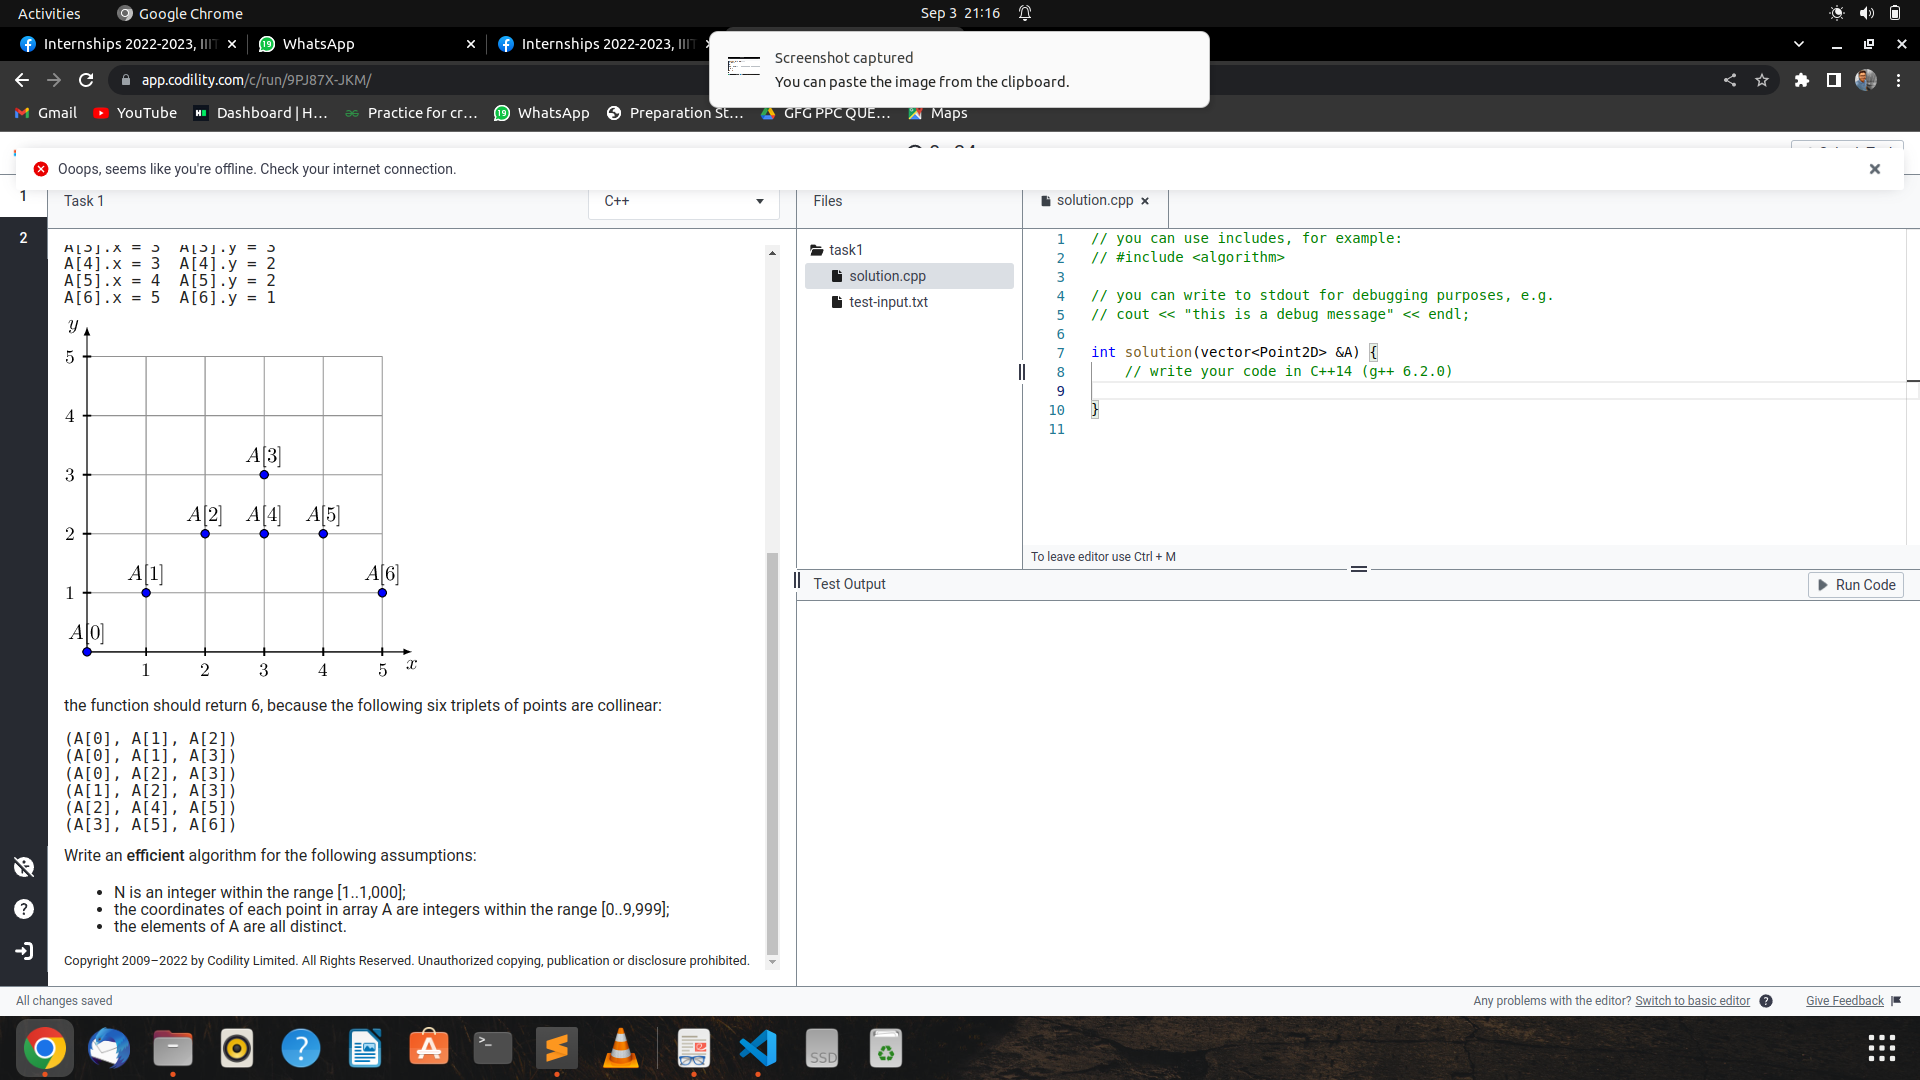 Activities
Google Chrome
Sep 3 21:16
Internships 2022-2023, IIIT
WhatsApp
Internships 2022-2023, IIIT
Screenshot captured
You can paste the image from the clipboard.
app.codility.com/c/run/9PJ87X-JKM/
Gmail
YouTube
Dashboard | H...
Practice for cr...
WhatsApp
Preparation St...
GFG PPC QUE...
Maps
Ooops, seems like you're offline. Check your internet connection.
1
2
Task 1
C++
A[3].x = 3  A[3].y = 3
A[4].x = 3  A[4].y = 2
A[5].x = 4  A[5].y = 2
A[6].x = 5  A[6].y = 1
y
5
4
3
2
1
A[3]
A[2] A[4] A[5]
A[1] A[6]
A[0]
1 2 3 4 5 x
the function should return 6, because the following six triplets of points are collinear:
(A[0], A[1], A[2])
(A[0], A[1], A[3])
(A[0], A[2], A[3])
(A[1], A[2], A[3])
(A[2], A[4], A[5])
(A[3], A[5], A[6])
Write an efficient algorithm for the following assumptions:
• N is an integer within the range [1..1,000];
• the coordinates of each point in array A are integers within the range [0..9,999];
• the elements of A are all distinct.
Copyright 2009–2022 by Codility Limited. All Rights Reserved. Unauthorized copying, publication or disclosure prohibited.
Files
task1
solution.cpp
test-input.txt
solution.cpp
1 // you can use includes, for example:
2 // #include <algorithm>
3
4 // you can write to stdout for debugging purposes, e.g.
5 // cout << "this is a debug message" << endl;
6
7 int solution(vector<Point2D> &A) {
8     // write your code in C++14 (g++ 6.2.0)
9
10 }
11
To leave editor use Ctrl + M
Test Output
Run Code
All changes saved
Any problems with the editor? Switch to basic editor
Give Feedback
SSD